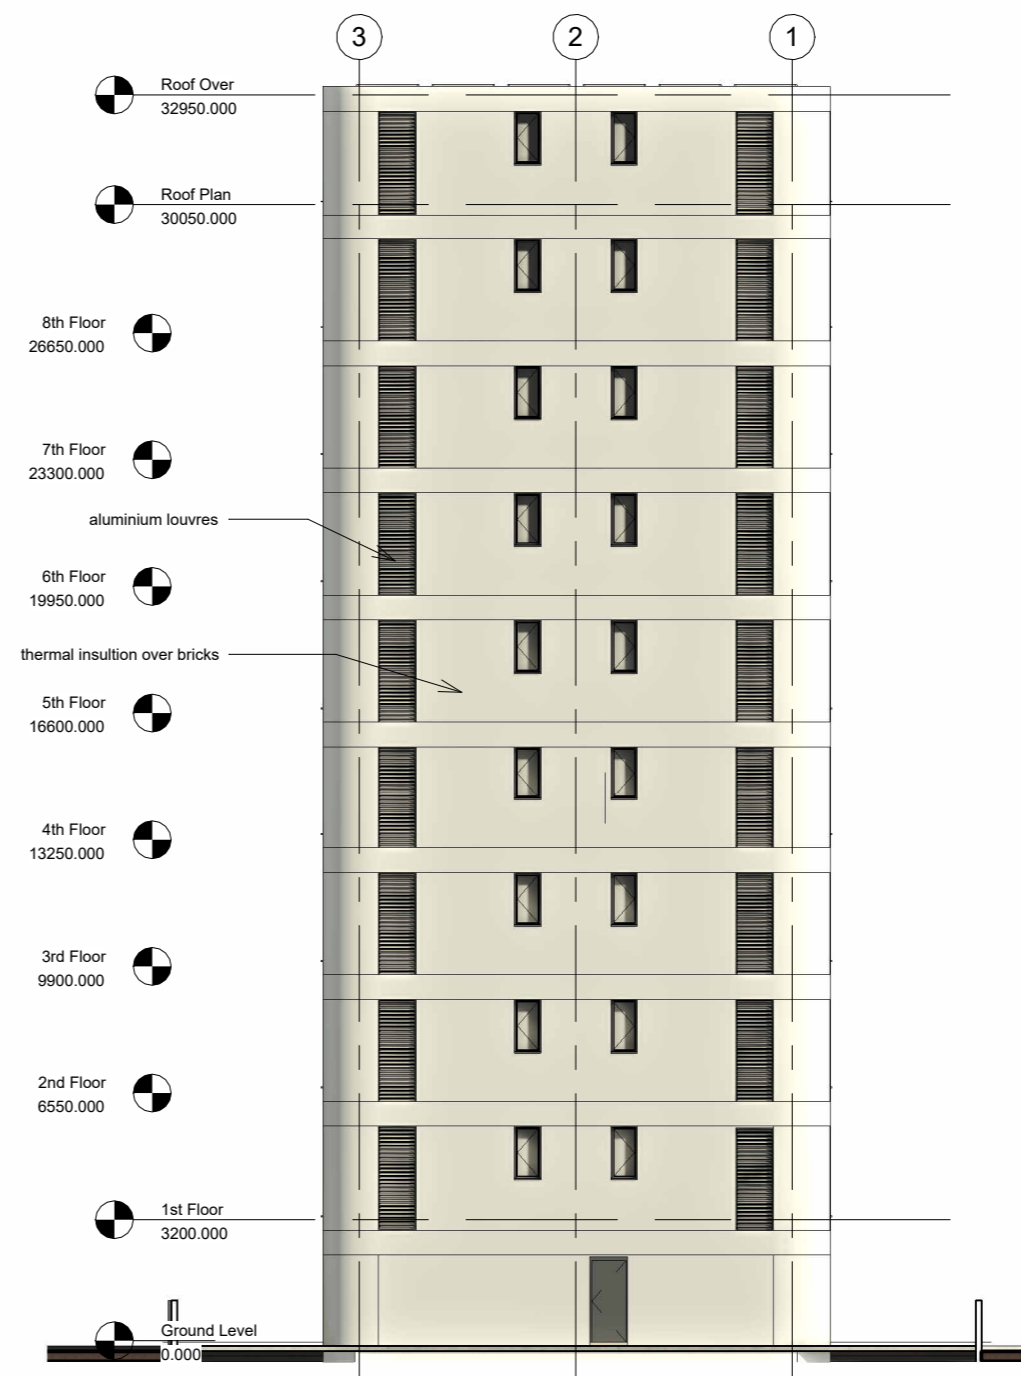 3
2
1
Roof Over
32950.000
Roof Plan
30050.000
8th Floor
26650.000
7th Floor
23300.000
aluminium louvres
6th Floor
19950.000
thermal insultion over bricks
5th Floor
16600.000
4th Floor
13250.000
3rd Floor
9900.000
2nd Floor
6550.000
1st Floor
3200.000
Ground Level
0.000